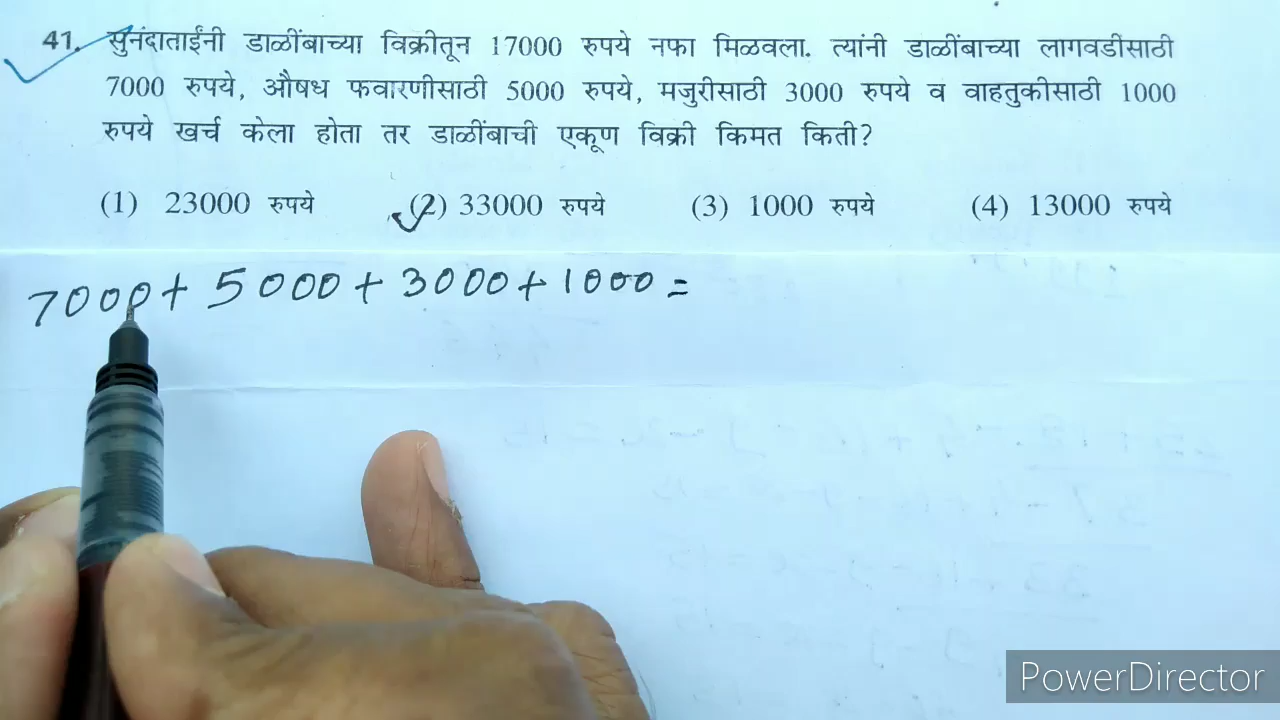 41. सुनंदाताईंनी डाळींबाच्या विक्रीतून 17000 रुपये नफा मिळवला. त्यांनी डाळींबाच्या लागवडीसाठी
7000 रुपये, औषध फवारणीसाठी 5000 रुपये, मजुरीसाठी 3000 रुपये व वाहतुकीसाठी 1000
रुपये खर्च केला होता तर डाळींबाची एकूण विक्री किमत किती?
(1) 23000 रुपये (2) 33000 रुपये (3) 1000 रुपये (4) 13000 रुपये
7000 + 5000 + 3000 + 1000 =
PowerDirector